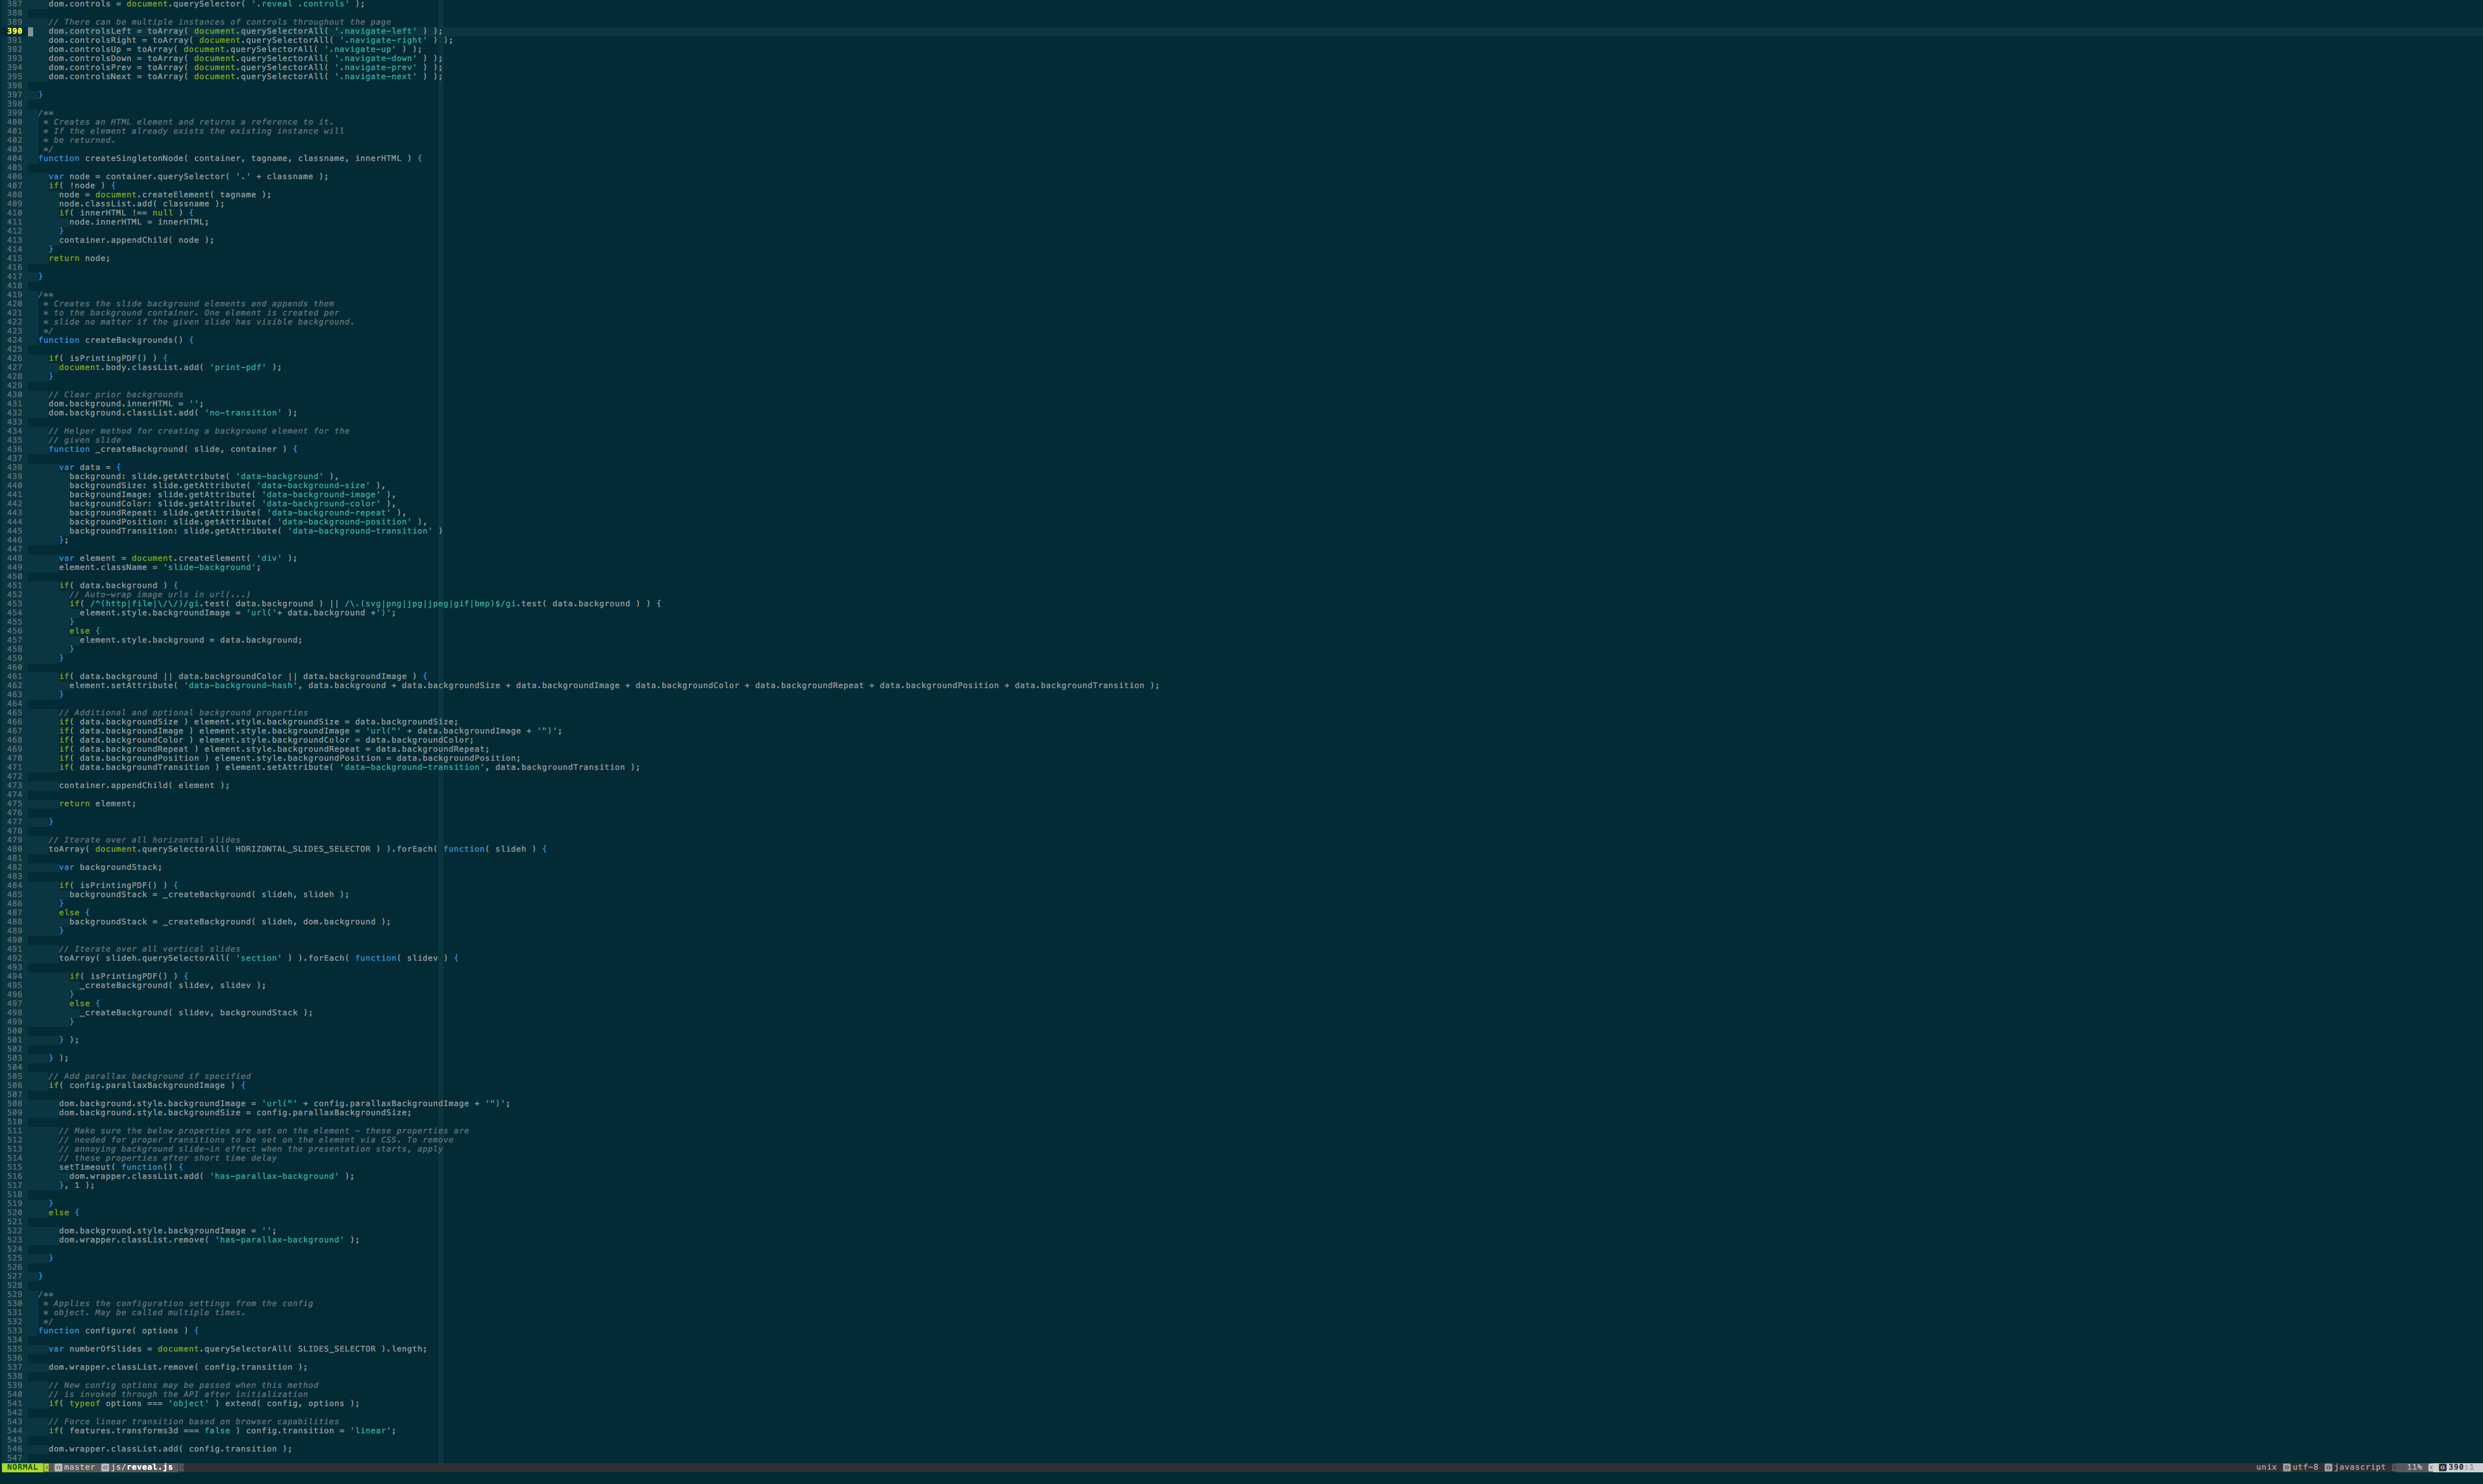 387     dom.controls = document.querySelector( '.reveal .controls' );
388
389     // There can be multiple instances of controls throughout the page
390     dom.controlsLeft = toArray( document.querySelectorAll( '.navigate-left' ) );
391     dom.controlsRight = toArray( document.querySelectorAll( '.navigate-right' ) );
392     dom.controlsUp = toArray( document.querySelectorAll( '.navigate-up' ) );
393     dom.controlsDown = toArray( document.querySelectorAll( '.navigate-down' ) );
394     dom.controlsPrev = toArray( document.querySelectorAll( '.navigate-prev' ) );
395     dom.controlsNext = toArray( document.querySelectorAll( '.navigate-next' ) );
396
397   }
398
399   /**
400    * Creates an HTML element and returns a reference to it.
401    * If the element already exists the existing instance will
402    * be returned.
403    */
404   function createSingletonNode( container, tagname, classname, innerHTML ) {
405
406     var node = container.querySelector( '.' + classname );
407     if( !node ) {
408       node = document.createElement( tagname );
409       node.classList.add( classname );
410       if( innerHTML !== null ) {
411         node.innerHTML = innerHTML;
412       }
413       container.appendChild( node );
414     }
415     return node;
416
417   }
418
419   /**
420    * Creates the slide background elements and appends them
421    * to the background container. One element is created per
422    * slide no matter if the given slide has visible background.
423    */
424   function createBackgrounds() {
425
426     if( isPrintingPDF() ) {
427       document.body.classList.add( 'print-pdf' );
428     }
429
430     // Clear prior backgrounds
431     dom.background.innerHTML = '';
432     dom.background.classList.add( 'no-transition' );
433
434     // Helper method for creating a background element for the
435     // given slide
436     function _createBackground( slide, container ) {
437
438       var data = {
439         background: slide.getAttribute( 'data-background' ),
440         backgroundSize: slide.getAttribute( 'data-background-size' ),
441         backgroundImage: slide.getAttribute( 'data-background-image' ),
442         backgroundColor: slide.getAttribute( 'data-background-color' ),
443         backgroundRepeat: slide.getAttribute( 'data-background-repeat' ),
444         backgroundPosition: slide.getAttribute( 'data-background-position' ),
445         backgroundTransition: slide.getAttribute( 'data-background-transition' )
446       };
447
448       var element = document.createElement( 'div' );
449       element.className = 'slide-background';
450
451       if( data.background ) {
452         // Auto-wrap image urls in url(...)
453         if( /^(http|file|\/\/)/gi.test( data.background ) || /\.(svg|png|jpg|jpeg|gif|bmp)$/gi.test( data.background ) ) {
454           element.style.backgroundImage = 'url('+ data.background +')';
455         }
456         else {
457           element.style.background = data.background;
458         }
459       }
460
461       if( data.background || data.backgroundColor || data.backgroundImage ) {
462         element.setAttribute( 'data-background-hash', data.background + data.backgroundSize + data.backgroundImage + data.backgroundColor + data.backgroundRepeat + data.backgroundPosition + data.backgroundTransition );
463       }
464
465       // Additional and optional background properties
466       if( data.backgroundSize ) element.style.backgroundSize = data.backgroundSize;
467       if( data.backgroundImage ) element.style.backgroundImage = 'url("' + data.backgroundImage + '")';
468       if( data.backgroundColor ) element.style.backgroundColor = data.backgroundColor;
469       if( data.backgroundRepeat ) element.style.backgroundRepeat = data.backgroundRepeat;
470       if( data.backgroundPosition ) element.style.backgroundPosition = data.backgroundPosition;
471       if( data.backgroundTransition ) element.setAttribute( 'data-background-transition', data.backgroundTransition );
472
473       container.appendChild( element );
474
475       return element;
476
477     }
478
479     // Iterate over all horizontal slides
480     toArray( document.querySelectorAll( HORIZONTAL_SLIDES_SELECTOR ) ).forEach( function( slideh ) {
481
482       var backgroundStack;
483
484       if( isPrintingPDF() ) {
485         backgroundStack = _createBackground( slideh, slideh );
486       }
487       else {
488         backgroundStack = _createBackground( slideh, dom.background );
489       }
490
491       // Iterate over all vertical slides
492       toArray( slideh.querySelectorAll( 'section' ) ).forEach( function( slidev ) {
493
494         if( isPrintingPDF() ) {
495           _createBackground( slidev, slidev );
496         }
497         else {
498           _createBackground( slidev, backgroundStack );
499         }
500
501       } );
502
503     } );
504
505     // Add parallax background if specified
506     if( config.parallaxBackgroundImage ) {
507
508       dom.background.style.backgroundImage = 'url("' + config.parallaxBackgroundImage + '")';
509       dom.background.style.backgroundSize = config.parallaxBackgroundSize;
510
511       // Make sure the below properties are set on the element - these properties are
512       // needed for proper transitions to be set on the element via CSS. To remove
513       // annoying background slide-in effect when the presentation starts, apply
514       // these properties after short time delay
515       setTimeout( function() {
516         dom.wrapper.classList.add( 'has-parallax-background' );
517       }, 1 );
518
519     }
520     else {
521
522       dom.background.style.backgroundImage = '';
523       dom.wrapper.classList.remove( 'has-parallax-background' );
524
525     }
526
527   }
528
529   /**
530    * Applies the configuration settings from the config
531    * object. May be called multiple times.
532    */
533   function configure( options ) {
534
535     var numberOfSlides = document.querySelectorAll( SLIDES_SELECTOR ).length;
536
537     dom.wrapper.classList.remove( config.transition );
538
539     // New config options may be passed when this method
540     // is invoked through the API after initialization
541     if( typeof options === 'object' ) extend( config, options );
542
543     // Force linear transition based on browser capabilities
544     if( features.transforms3d === false ) config.transition = 'linear';
545
546     dom.wrapper.classList.add( config.transition );
547
NORMAL master js/reveal.js unix utf-8 javascript 11% 390:1